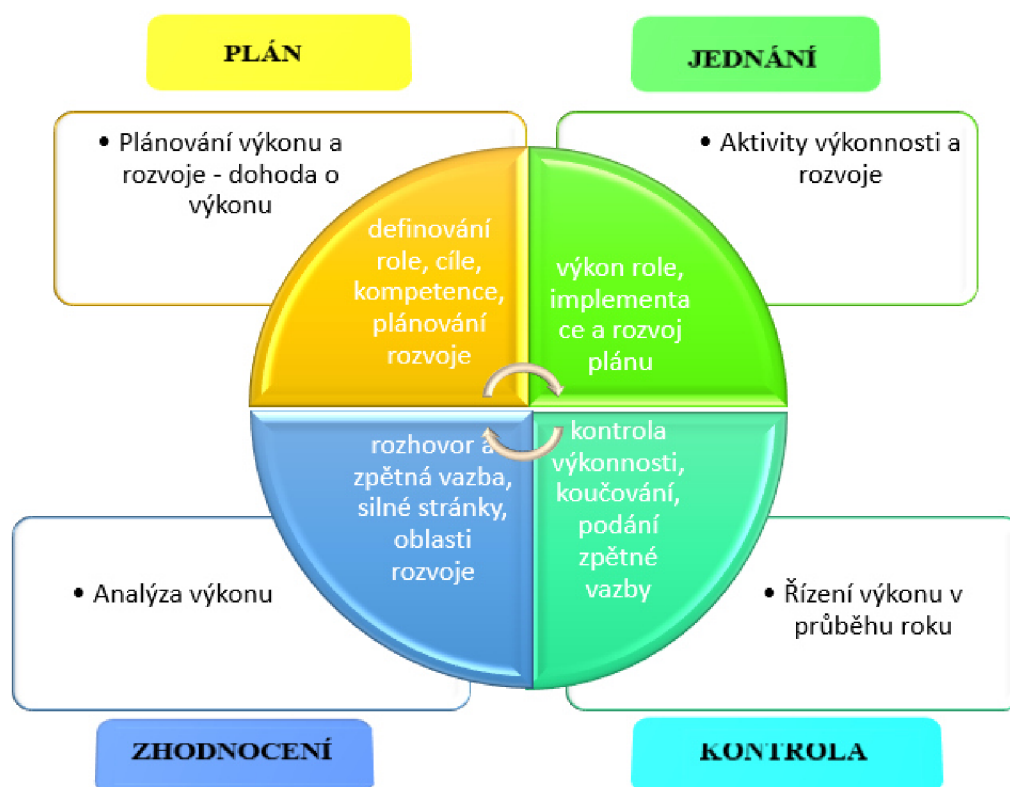 PLÁN
• Plánování výkonu a
rozvoje - dohoda o
výkonu
definování
role, cíle,
kompetence,
plánování
rozvoje
JEDNÁNÍ
• Aktivity výkonnosti a
rozvoje
výkon role,
implementa
ce a rozvoj
plánu
rozhovor a
zpětná vazba,
silné stránky,
oblasti
rozvoje
• Analýza výkonu
ZHODNOCENÍ
kontrola
výkonnosti,
koučování,
podání
zpětné
vazby
• Řízení výkonu v
průběhu roku
KONTROLA